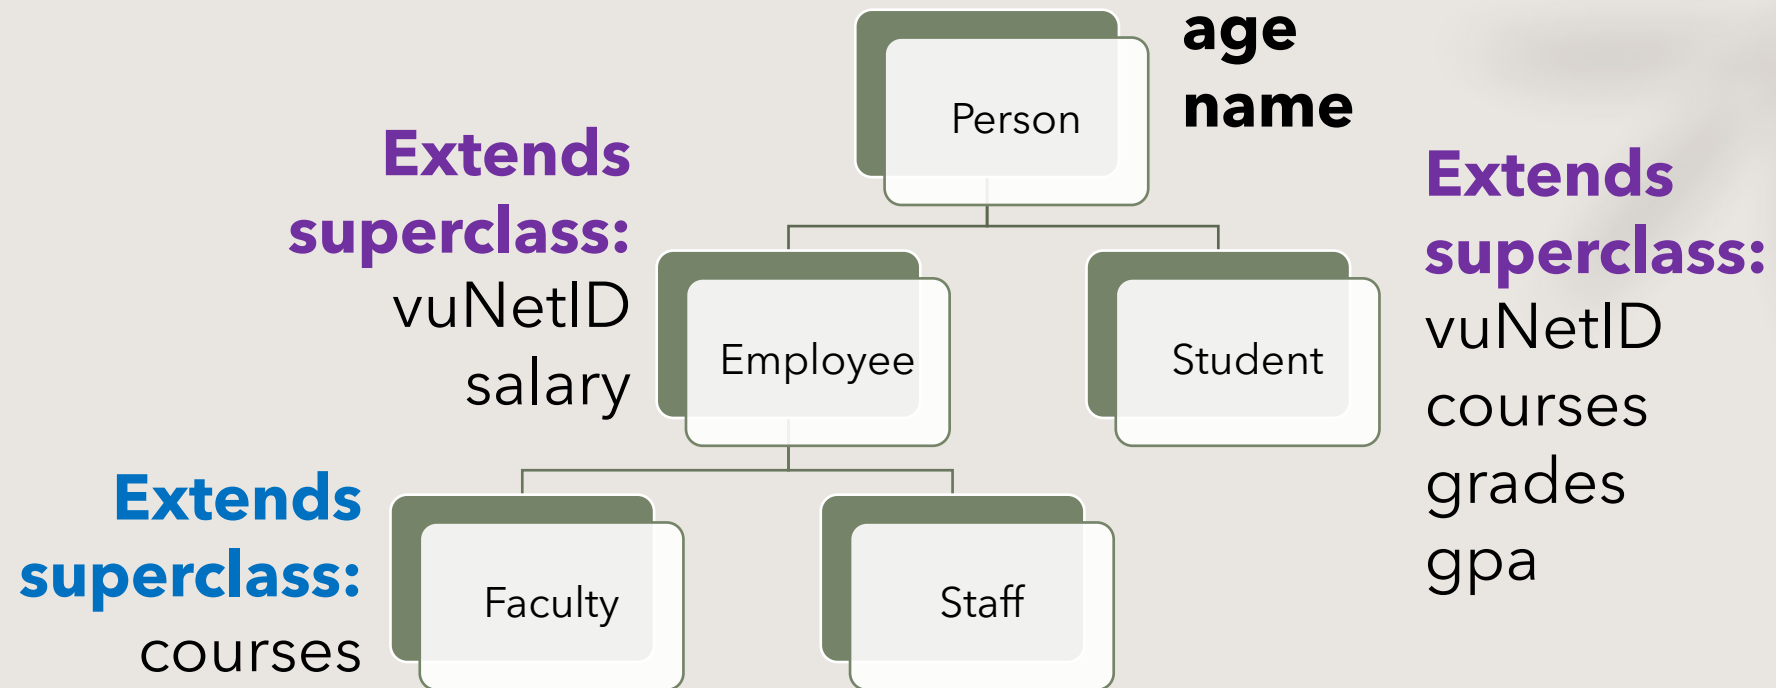 age
name
Person
Extends
superclass:
vuNetID
salary
Employee
Student
Extends
superclass:
vuNetID
courses
grades
gpa
Extends
superclass:
courses
Faculty
Staff